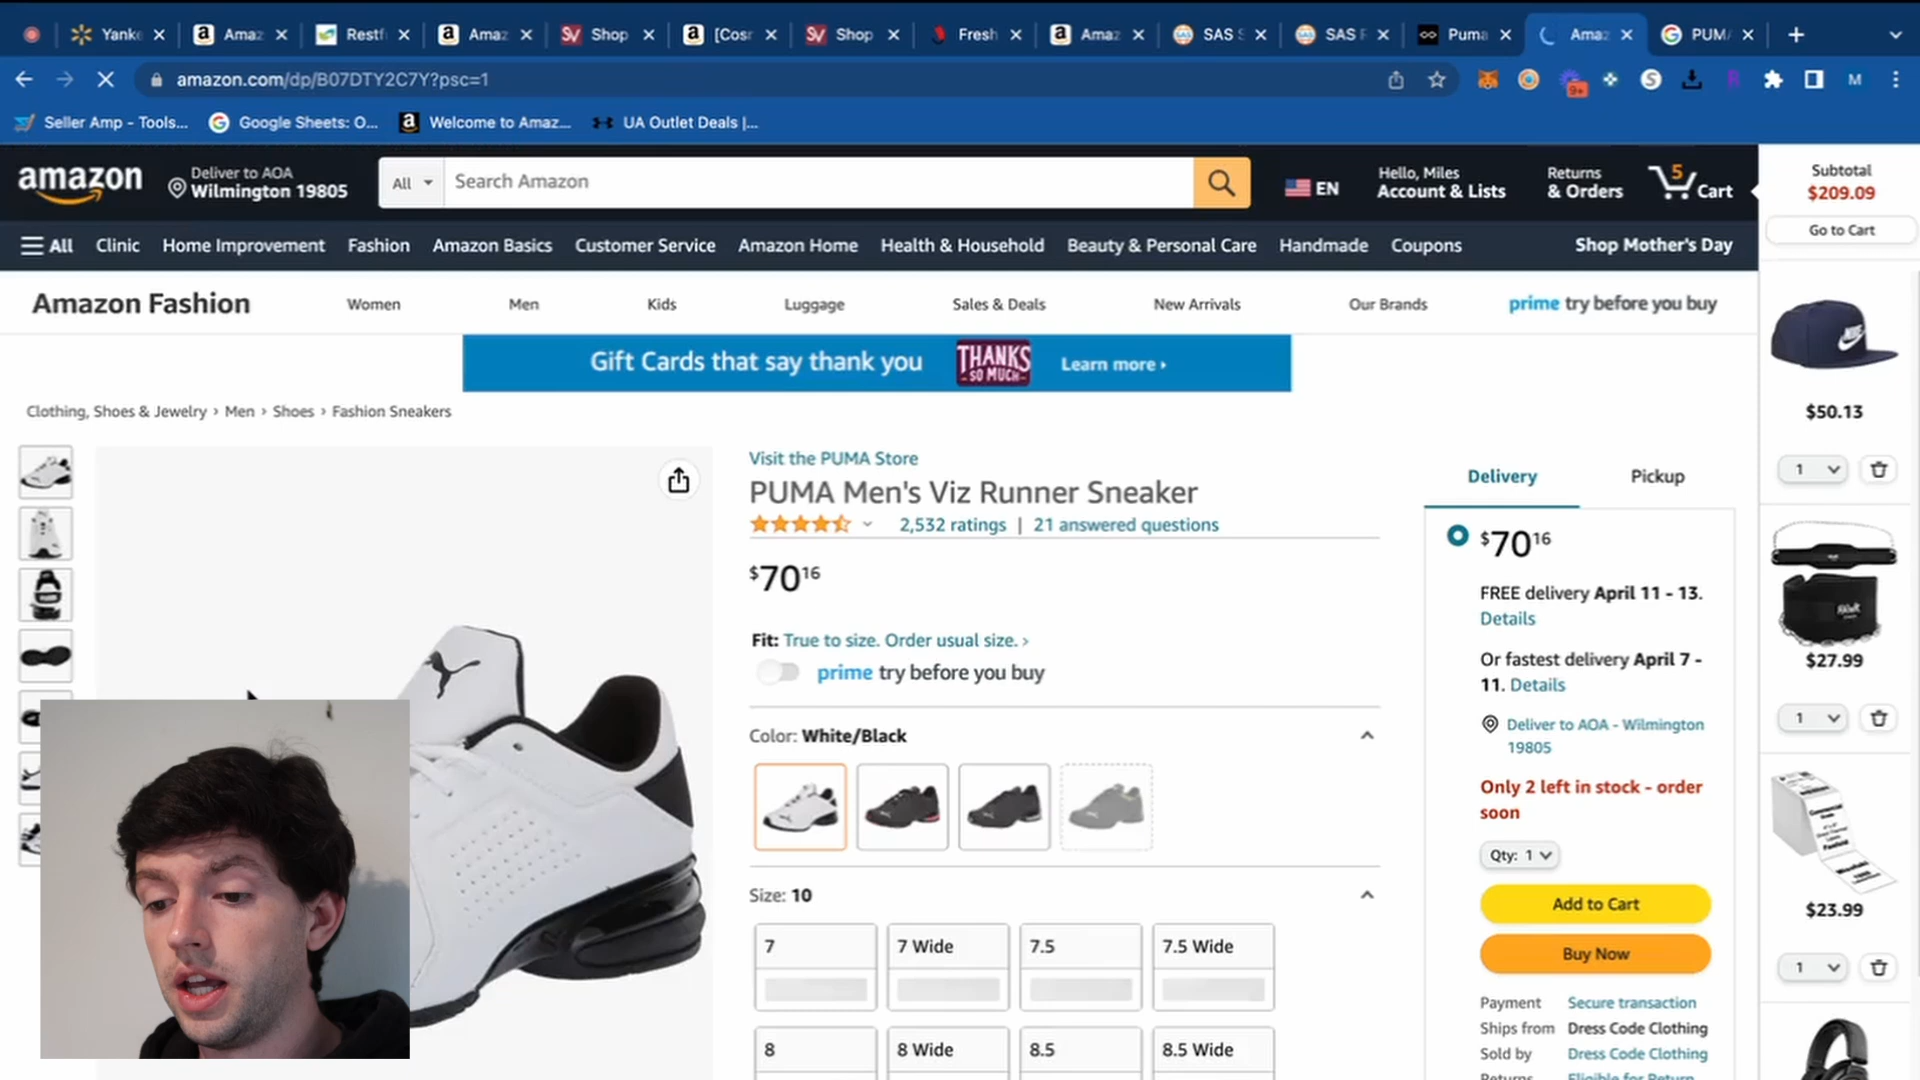 Yanke
Amaz
Restf
Amaz
Shop
[Cosr
Shop
Fresh
Amaz
SAS S
SAS F
Puma
Amaz
PUM
amazon.com/dp/B07DTY2C7Y?psc=1
9+
M
Seller Amp - Tools...
Google Sheets: O...
Welcome to Amaz...
UA Outlet Deals |...
amazon
Deliver to AOA
Wilmington 19805
All
Search Amazon
EN
Hello, Miles
Account & Lists
Returns
& Orders
5
Cart
Subtotal
$209.09
Go to Cart
All
Clinic
Home Improvement
Fashion
Amazon Basics
Customer Service
Amazon Home
Health & Household
Beauty & Personal Care
Handmade
Coupons
Shop Mother's Day
Amazon Fashion
Women
Men
Kids
Luggage
Sales & Deals
New Arrivals
Our Brands
prime try before you buy
Gift Cards that say thank you
THANKS
SO MUCH
Learn more ›
Clothing, Shoes & Jewelry › Men › Shoes › Fashion Sneakers
Visit the PUMA Store
PUMA Men's Viz Runner Sneaker
2,532 ratings | 21 answered questions
$70 16
Fit: True to size. Order usual size. ›
prime try before you buy
Color: White/Black
Size: 10
7
7 Wide
7.5
7.5 Wide
8
8 Wide
8.5
8.5 Wide
Delivery
Pickup
$70 16
FREE delivery April 11 - 13.
Details
Or fastest delivery April 7 -
11. Details
Deliver to AOA - Wilmington
19805
Only 2 left in stock - order
soon
Qty: 1
Add to Cart
Buy Now
Payment Secure transaction
Ships from Dress Code Clothing
Sold by Dress Code Clothing
Returns Eligible for Return,
$50.13
1
$27.99
1
$23.99
1